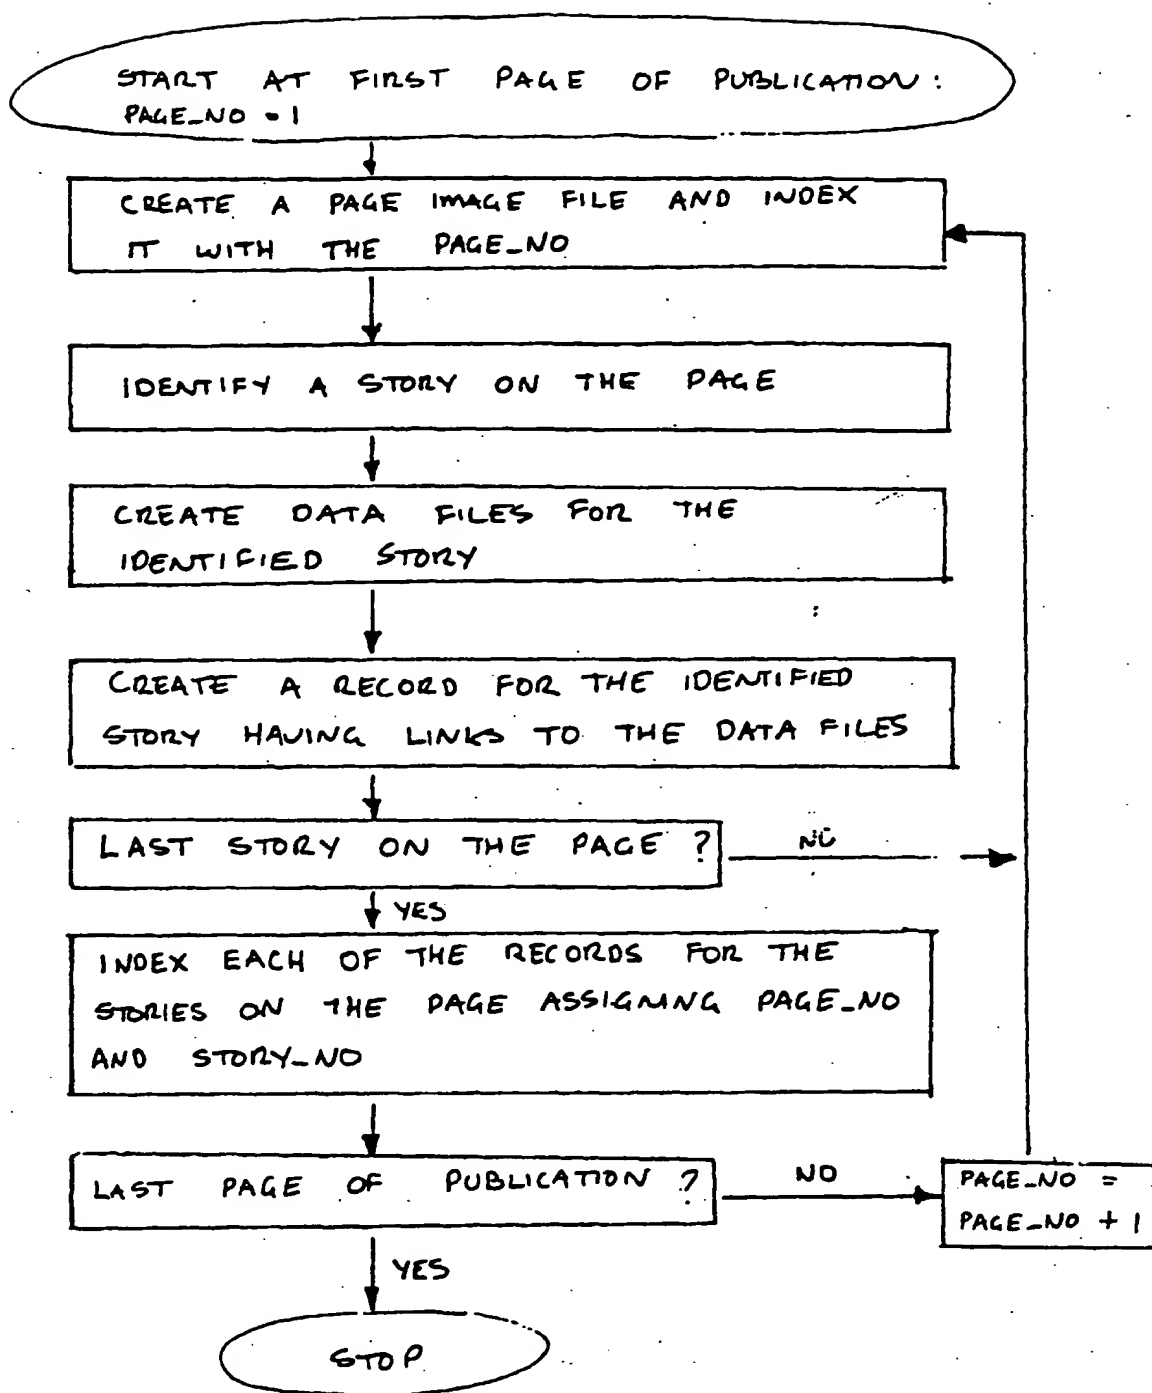 START AT FIRST PAGE OF PUBLICATION:
PAGE_NO = 1
CREATE A PAGE IMAGE FILE AND INDEX
IT WITH THE PAGE_NO
IDENTIFY A STORY ON THE PAGE
CREATE DATA FILES FOR THE
IDENTIFIED STORY
CREATE A RECORD FOR THE IDENTIFIED
STORY HAVING LINKS TO THE DATA FILES
LAST STORY ON THE PAGE ?
NO
YES
INDEX EACH OF THE RECORDS FOR THE
STORIES ON THE PAGE ASSIGNING PAGE_NO
AND STORY_NO
LAST PAGE OF PUBLICATION ?
NO
PAGE_NO =
PAGE_NO + 1
YES
STOP